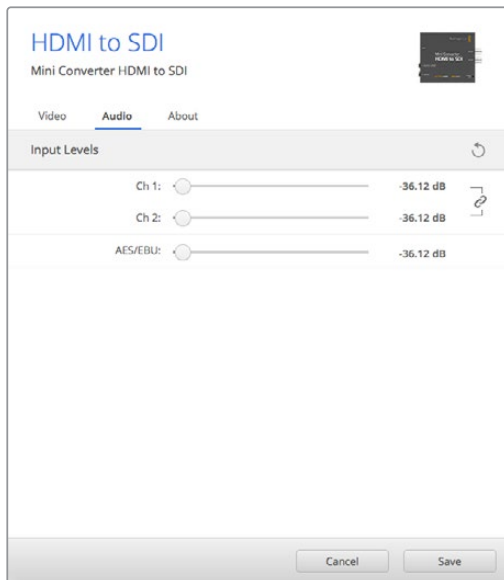 HDMI to SDI
Mini Converter HDMI to SDI
Video Audio About
Input Levels
Ch 1: -36.12 dB
Ch 2: -36.12 dB
AES/EBU: -36.12 dB
Cancel Save